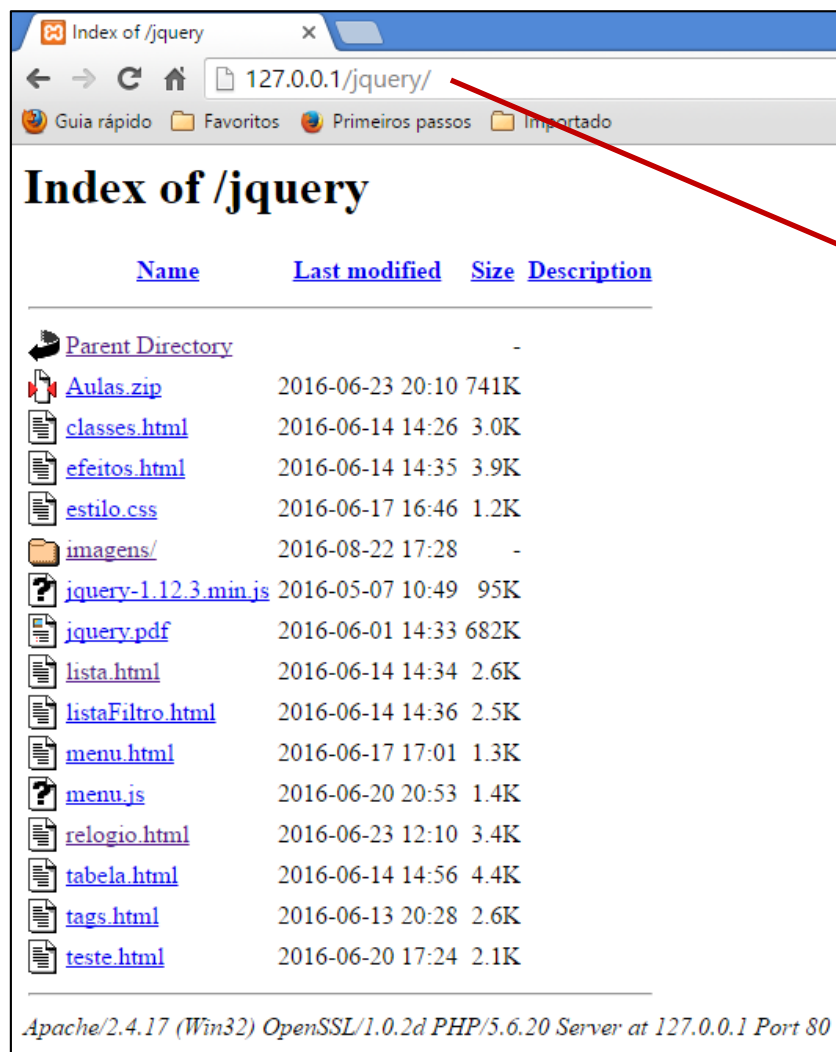 Index of /jquery
127.0.0.1/jquery/
Guia rápido Favoritos Primeiros passos Importado
Index of /jquery
Name Last modified Size Description
Parent Directory -
Aulas.zip 2016-06-23 20:10 741K
classes.html 2016-06-14 14:26 3.0K
efeitos.html 2016-06-14 14:35 3.9K
estilo.css 2016-06-17 16:46 1.2K
imagens/ 2016-08-22 17:28 -
jquery-1.12.3.min.js 2016-05-07 10:49 95K
jquery.pdf 2016-06-01 14:33 682K
lista.html 2016-06-14 14:34 2.6K
listaFiltro.html 2016-06-14 14:36 2.5K
menu.html 2016-06-17 17:01 1.3K
menu.js 2016-06-20 20:53 1.4K
relogio.html 2016-06-23 12:10 3.4K
tabela.html 2016-06-14 14:56 4.4K
tags.html 2016-06-13 20:28 2.6K
teste.html 2016-06-20 17:24 2.1K
Apache/2.4.17 (Win32) OpenSSL/1.0.2d PHP/5.6.20 Server at 127.0.0.1 Port 80